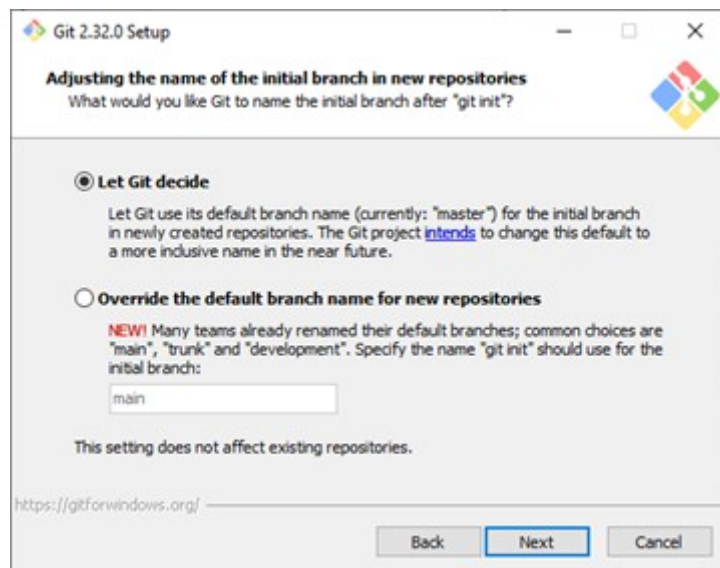 Git 2.32.0 Setup
Adjusting the name of the initial branch in new repositories
What would you like Git to name the initial branch after "git init"?
Let Git decide
Let Git use its default branch name (currently: "master") for the initial branch
in newly created repositories. The Git project intends to change this default to
a more inclusive name in the near future.
Override the default branch name for new repositories
NEW! Many teams already renamed their default branches; common choices are
"main", "trunk" and "development". Specify the name "git init" should use for the
initial branch:
main
This setting does not affect existing repositories.
https://gitforwindows.org/
Back Next Cancel